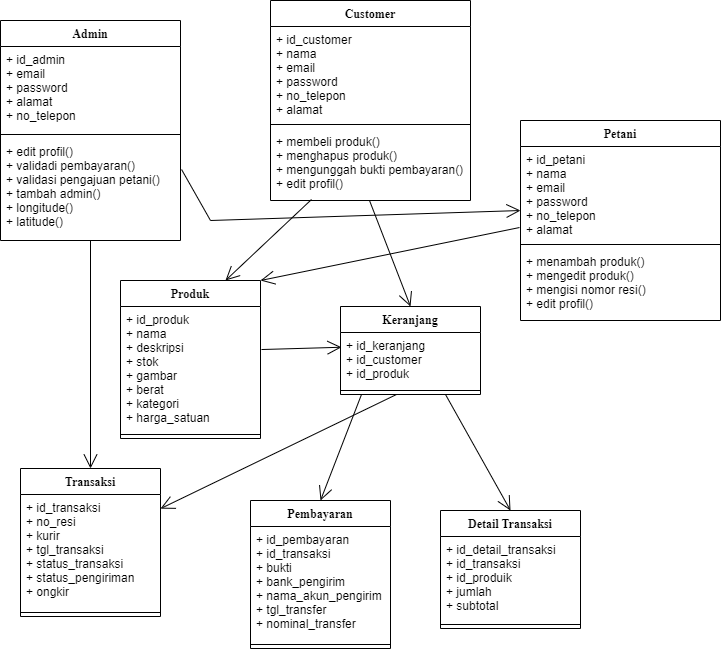 Admin
+ id_admin
+ email
+ password
+ alamat
+ no_telepon
+ edit profil()
+ validadi pembayaran()
+ validasi pengajuan petani()
+ tambah admin()
+ longitude()
+ latitude()
Customer
+ id_customer
+ nama
+ email
+ password
+ no_telepon
+ alamat
+ membeli produk()
+ menghapus produk()
+ mengunggah bukti pembayaran()
+ edit profil()
Petani
+ id_petani
+ nama
+ email
+ password
+ no_telepon
+ alamat
+ menambah produk()
+ mengedit produk()
+ mengisi nomor resi()
+ edit profil()
Produk
+ id_produk
+ nama
+ deskripsi
+ stok
+ gambar
+ berat
+ kategori
+ harga_satuan
Keranjang
+ id_keranjang
+ id_customer
+ id_produk
Transaksi
+ id_transaksi
+ no_resi
+ kurir
+ tgl_transaksi
+ status_transaksi
+ status_pengiriman
+ ongkir
Pembayaran
+ id_pembayaran
+ id_transaksi
+ bukti
+ bank_pengirim
+ nama_akun_pengirim
+ tgl_transfer
+ nominal_transfer
Detail Transaksi
+ id_detail_transaksi
+ id_transaksi
+ id_produik
+ jumlah
+ subtotal